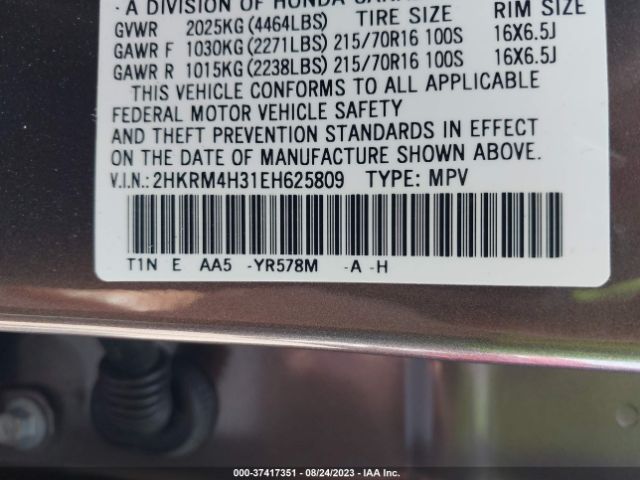 A DIVISION OF HONDA
GVWR 2025KG (4464LBS) TIRE SIZE RIM SIZE
GAWR F 1030KG (2271LBS) 215/70R16 100S 16X6.5J
GAWR R 1015KG (2238LBS) 215/70R16 100S 16X6.5J
THIS VEHICLE CONFORMS TO ALL APPLICABLE
FEDERAL MOTOR VEHICLE SAFETY
AND THEFT PREVENTION STANDARDS IN EFFECT
ON THE DATE OF MANUFACTURE SHOWN ABOVE.
V.I.N.:2HKRM4H31EH625809 TYPE: MPV
T1N E AA5 -YR578M -A -H
000-37417351 | 08/24/2023 | IAAI.COM